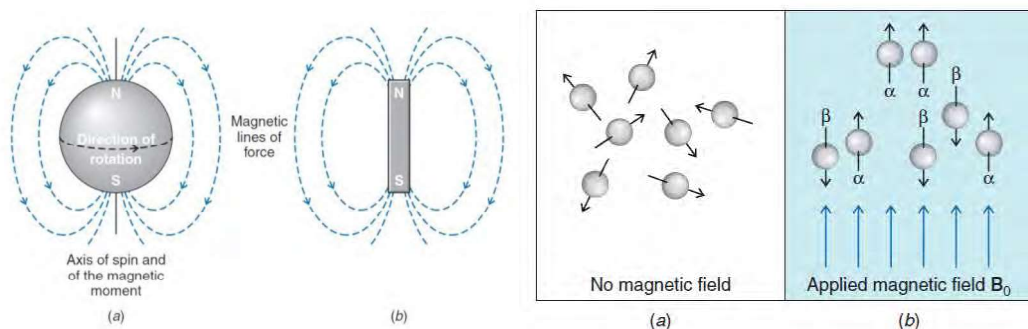 N
Direction of
rotation
S
Axis of spin and
of the magnetic
moment
(a)
(b)
Magnetic
lines of
force
N
S
(b)
No magnetic field
(a)
α
α
β
β
α
β
α
Applied magnetic field B₀
(b)